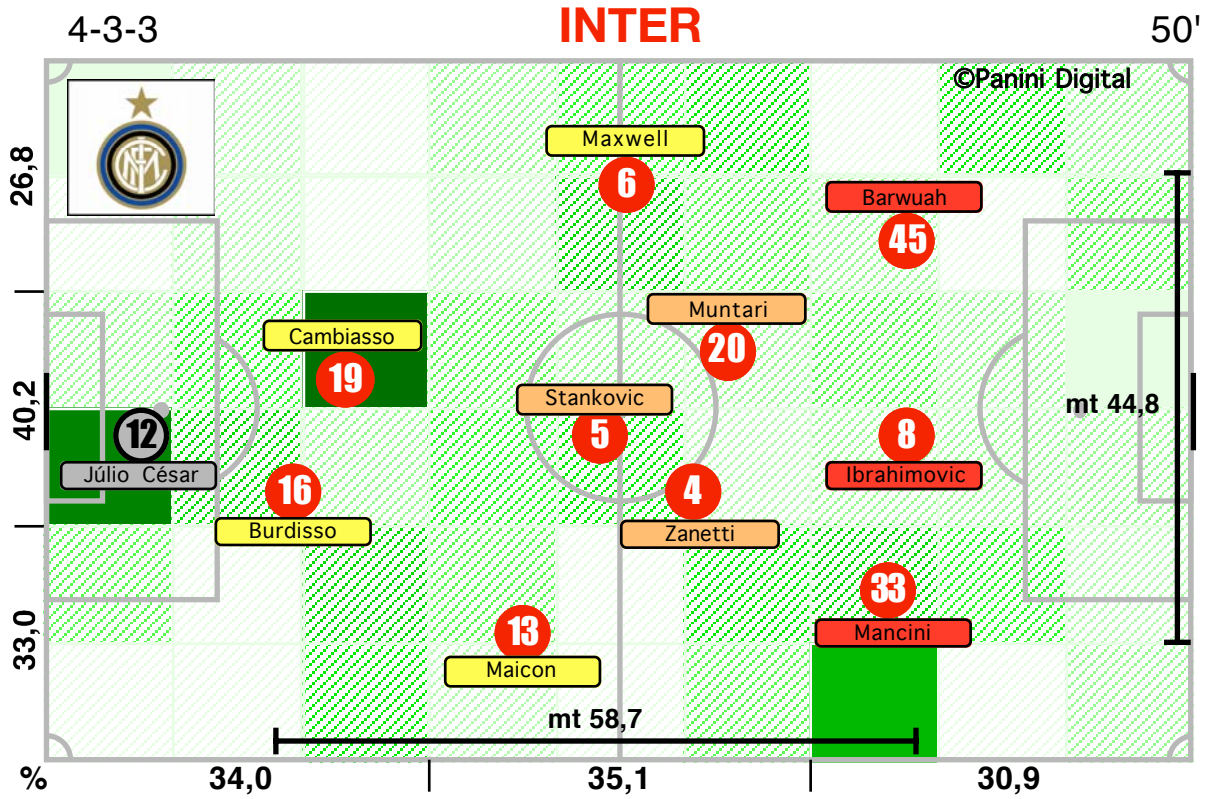 4-3-3
INTER
50'
©Panini Digital
Maxwell
6
26,8
Barwuah
45
Muntari
20
Cambiasso
19
Stankovic
5
40,2
mt 44,8
12
Júlio César
8
Ibrahimovic
16
Burdisso
4
Zanetti
33
Mancini
33,0
13
Maicon
mt 58,7
%
34,0
35,1
30,9